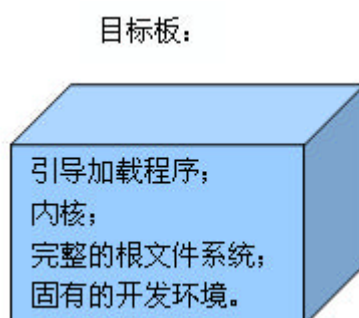 目标板：
引导加载程序；
内核；
完整的根文件系统；
固有的开发环境。